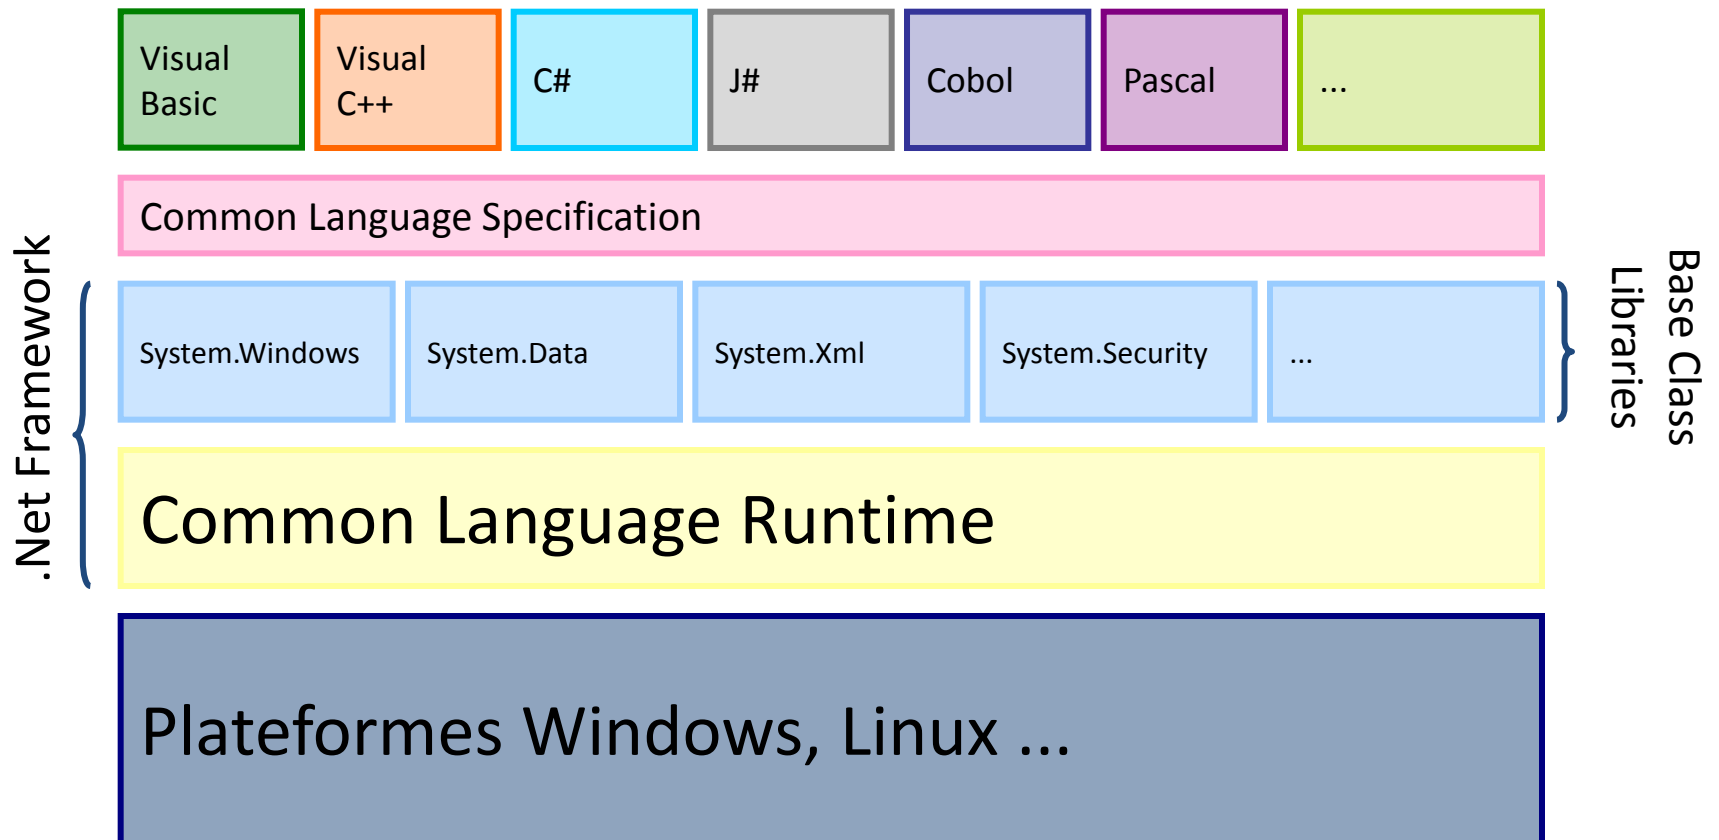 Visual
Basic
Visual
C++
C#
J#
Cobol
Pascal
...
Common Language Specification
.Net Framework
System.Windows
System.Data
System.Xml
System.Security
...
Base Class
Libraries
Common Language Runtime
Plateformes Windows, Linux ...